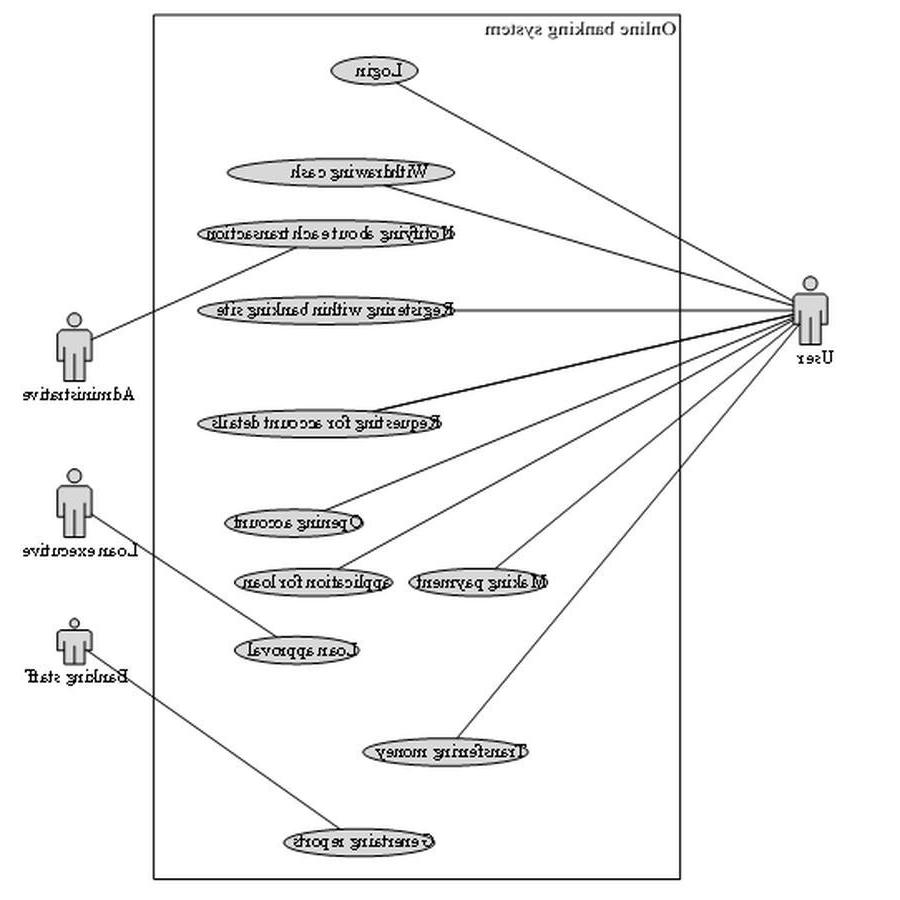 Online banking system
Login
Withdrawing cash
Notifying about each transaction
Registering within banking site
User
Administrative
Requesting for account details
Opening account
Loan executive
application for loan
Making payment
Loan approval
Banking staff
Transferring money
Genertaing reports